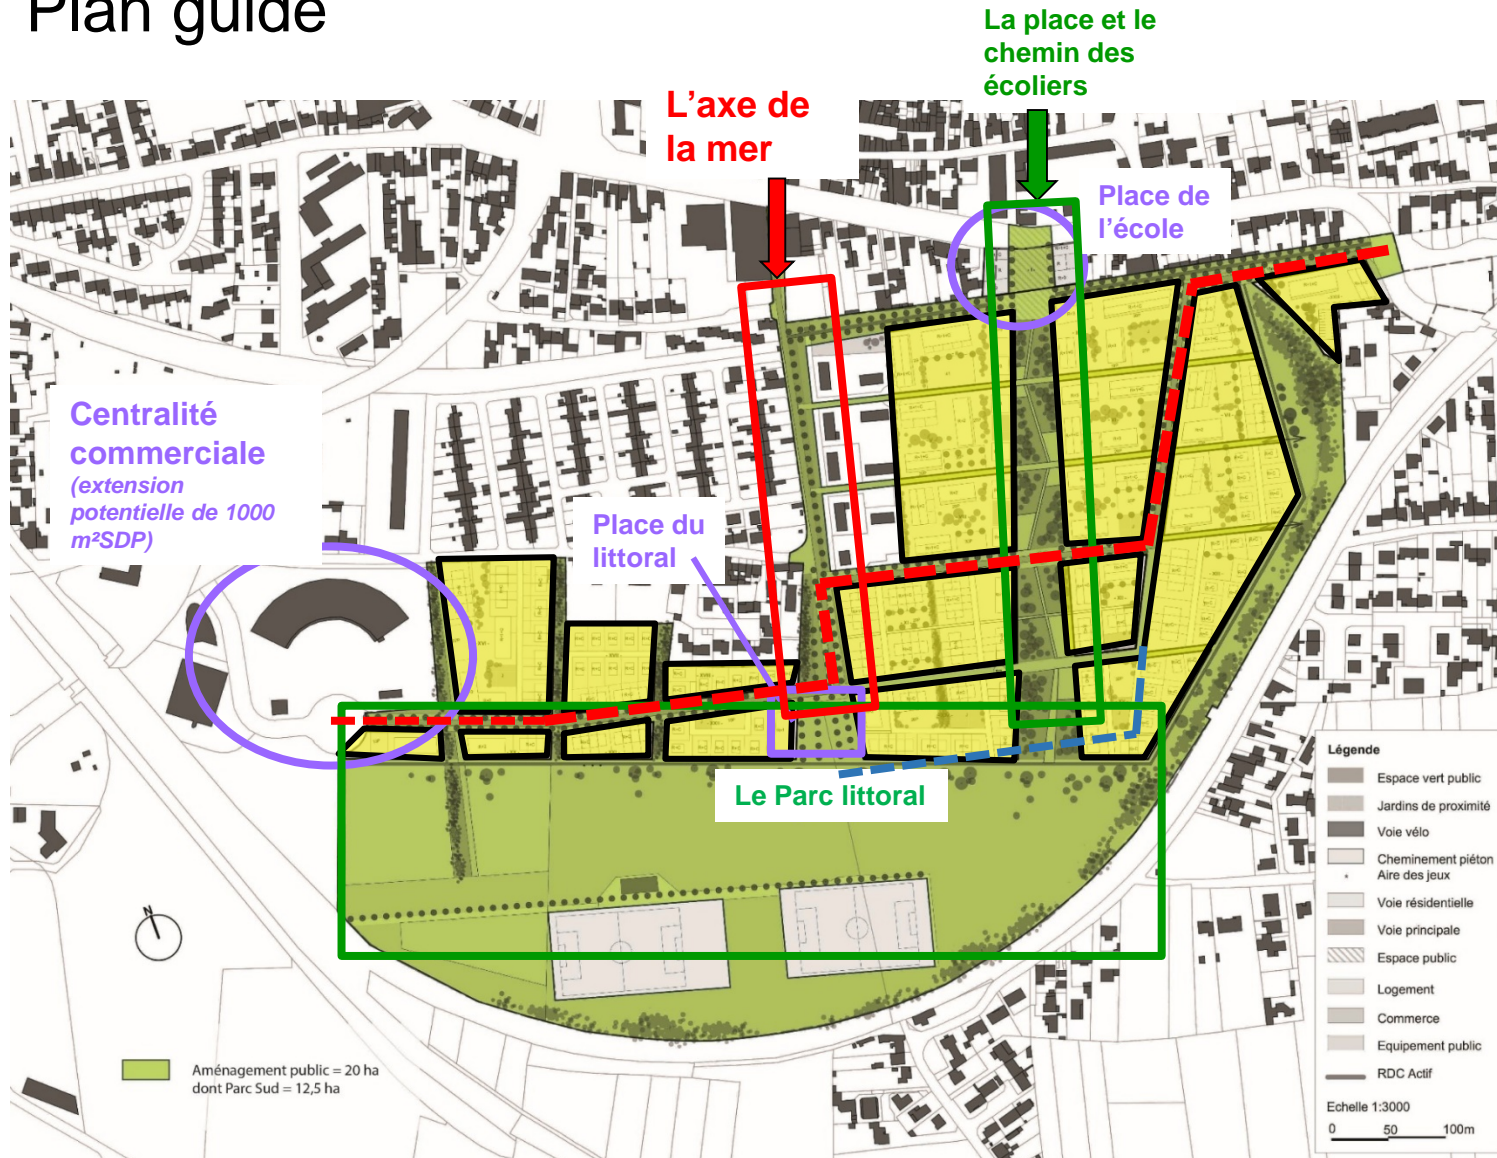 Plan guide
La place et le
chemin des
écoliers
L'axe de
la mer
Place de
l'école
Centralité
commerciale
(extension
potentielle de 1000
m²SDP)
Place du
littoral
Le Parc littoral
N
Aménagement public = 20 ha
dont Parc Sud = 12,5 ha
Légende
Espace vert public
Jardins de proximité
Voie vélo
Cheminement piéton
Aire des jeux
Voie résidentielle
Voie principale
Espace public
Logement
Commerce
Equipement public
RDC Actif
Echelle 1:3000
0 50 100m